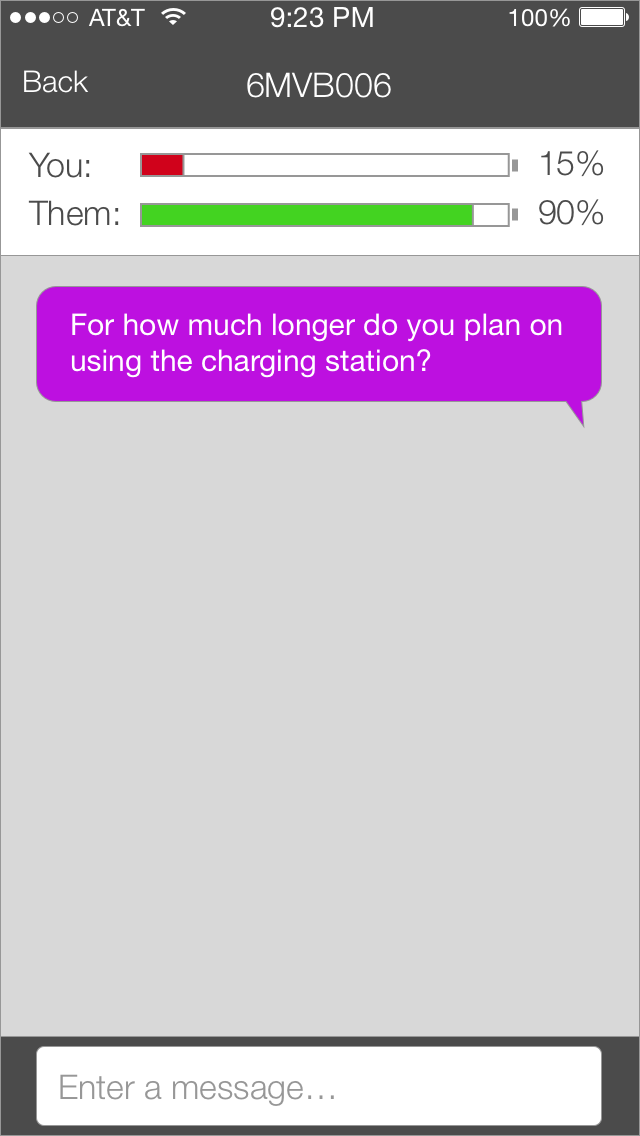 AT&T 9:23 PM 100%
Back 6MVB006
You: 15%
Them: 90%
For how much longer do you plan on
using the charging station?
Enter a message...